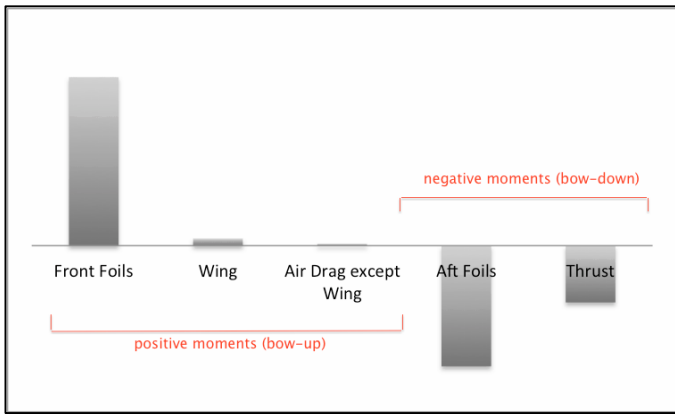 negative moments (bow-down)
Front Foils
Wing
Air Drag except
Wing
Aft Foils
Thrust
positive moments (bow-up)